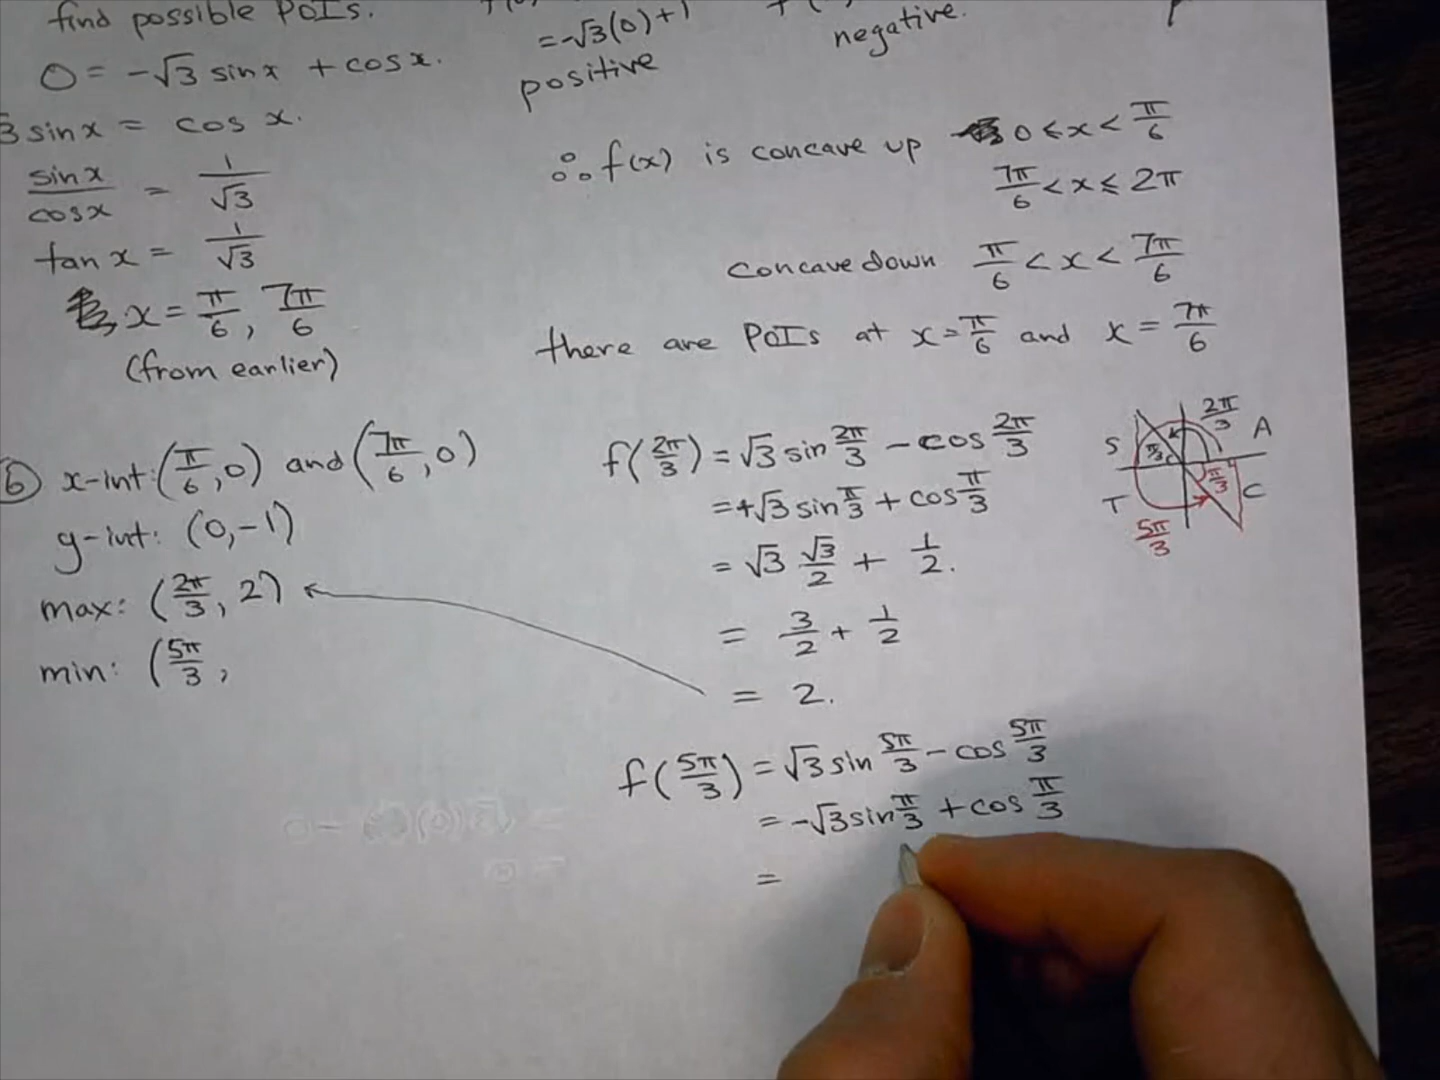 find possible POIs.
0 = -√3 sinx + cosx.
3 sinx = cos x.
sinx/cosx = 1/√3
tan x = 1/√3
x = π/6, 7π/6
(from earlier)
= -√3(0) + 1
positive
negative.
∴ f(x) is concave up 0 ≤ x < π/6
7π/6 < x ≤ 2π
concave down π/6 < x < 7π/6
there are POIs at x = π/6 and x = 7π/6
6 x-int: (π/6, 0) and (7π/6, 0)
y-int: (0, -1)
max: (2π/3, 2)
min: (5π/3,
f(2π/3) = √3 sin 2π/3 - cos 2π/3
= +√3 sin π/3 + cos π/3
= √3 √3/2 + 1/2.
= 3/2 + 1/2
= 2.
f(5π/3) = √3 sin 5π/3 - cos 5π/3
= -√3 sin π/3 + cos π/3
=
2π/3
S π/3 A
T π/3 C
5π/3